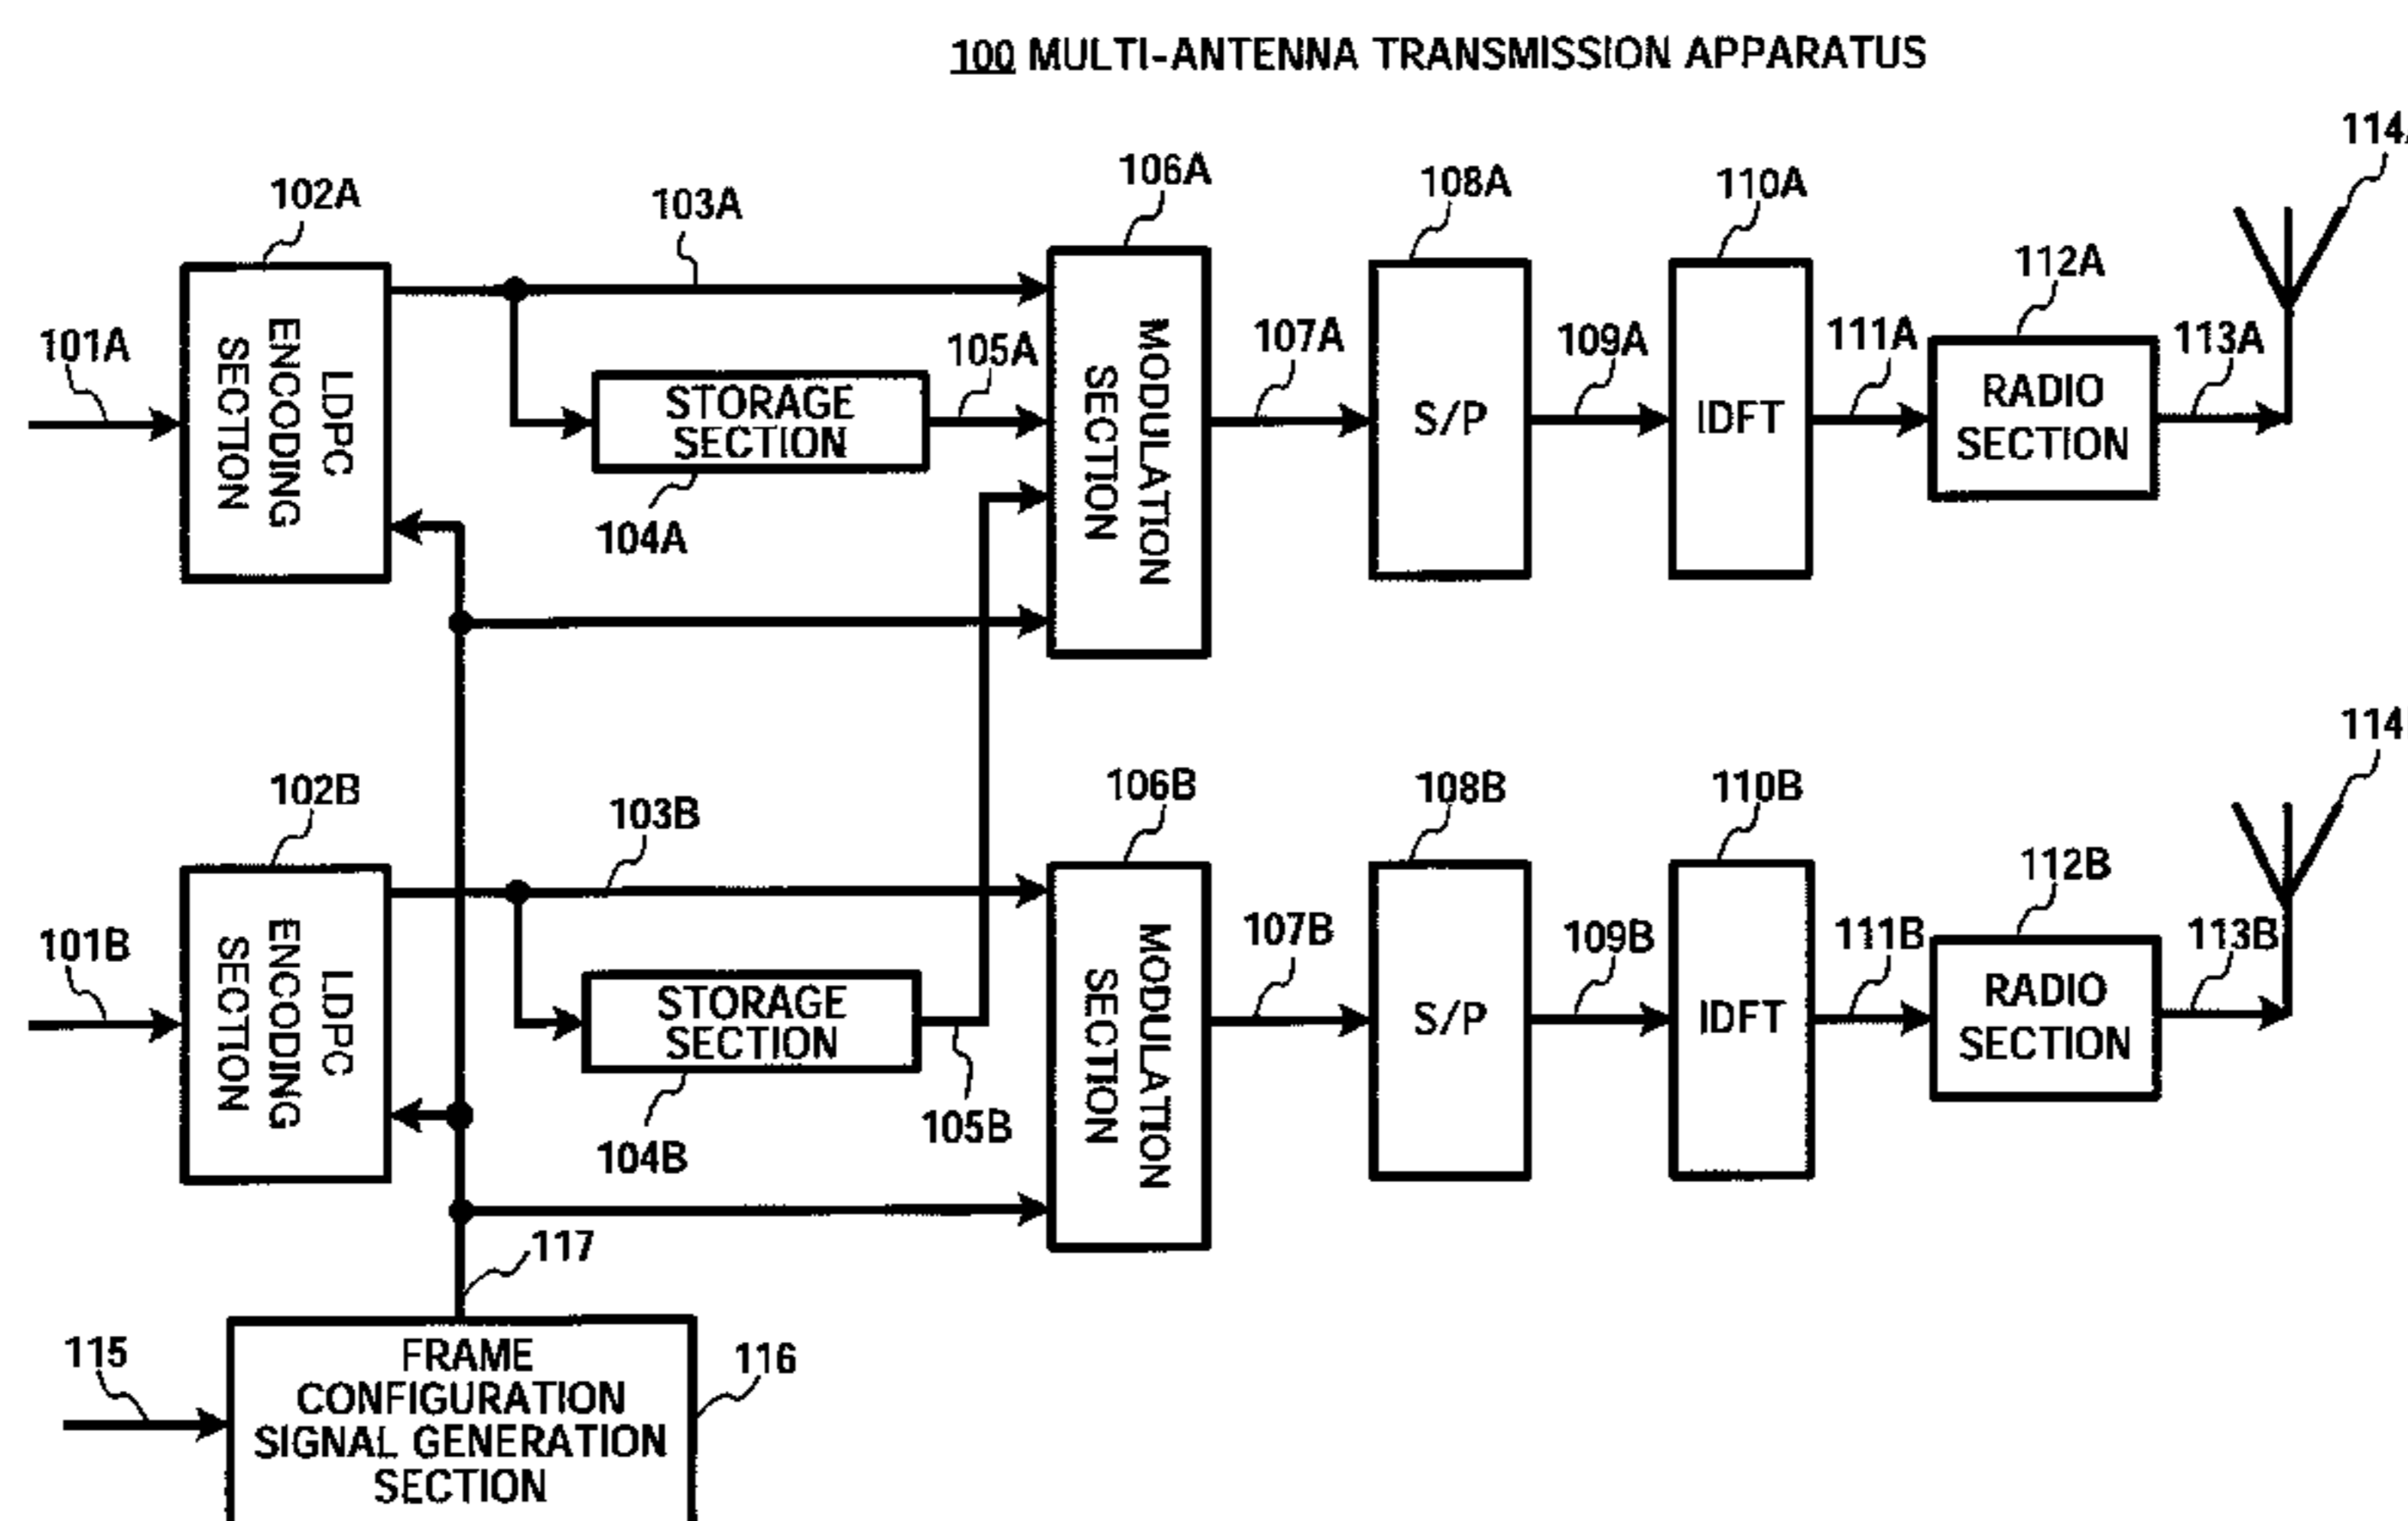 100 MULTI-ANTENNA TRANSMISSION APPARATUS
114
102A
103A
106A
108A
110A
112A
101A
105A
107A
109A
111A
113A
LDPC
ENCODING
SECTION
STORAGE
SECTION
104A
MODULATION
SECTION
S/P
IDFT
RADIO
SECTION
114
102B
103B
106B
108B
110B
112B
101B
107B
109B
111B
113B
LDPC
ENCODING
SECTION
STORAGE
SECTION
104B
105B
MODULATION
SECTION
S/P
IDFT
RADIO
SECTION
117
115
FRAME
CONFIGURATION
SIGNAL GENERATION
SECTION
116